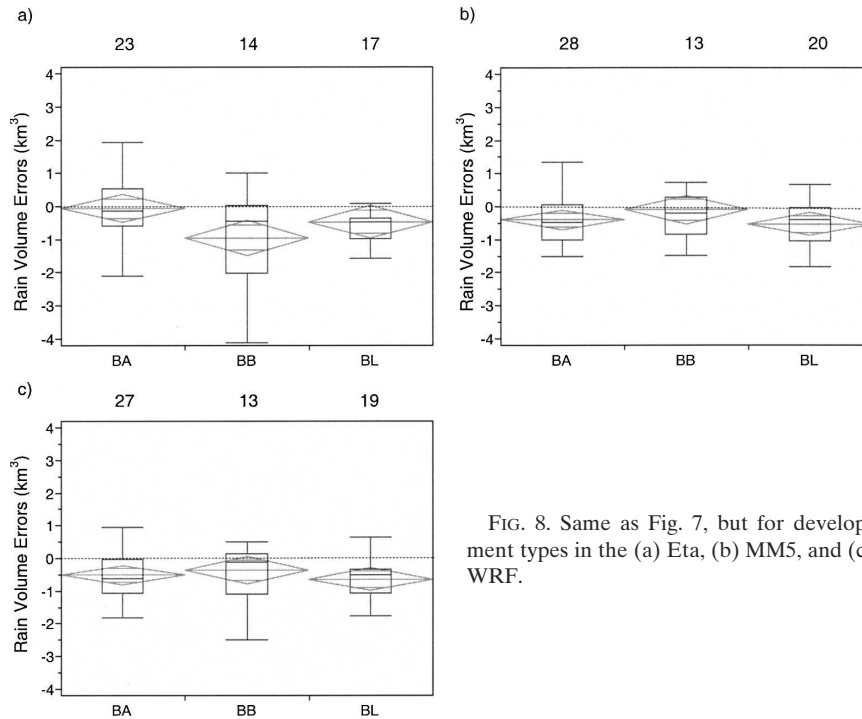 a)
23 14 17
Rain Volume Errors (km³)
4
3
2
1
0
-1
-2
-3
-4
BA BB BL
b)
28 13 20
Rain Volume Errors (km³)
4
3
2
1
0
-1
-2
-3
-4
BA BB BL
c)
27 13 19
Rain Volume Errors (km³)
4
3
2
1
0
-1
-2
-3
-4
BA BB BL
FIG. 8. Same as Fig. 7, but for develop-
ment types in the (a) Eta, (b) MM5, and (c
WRF.